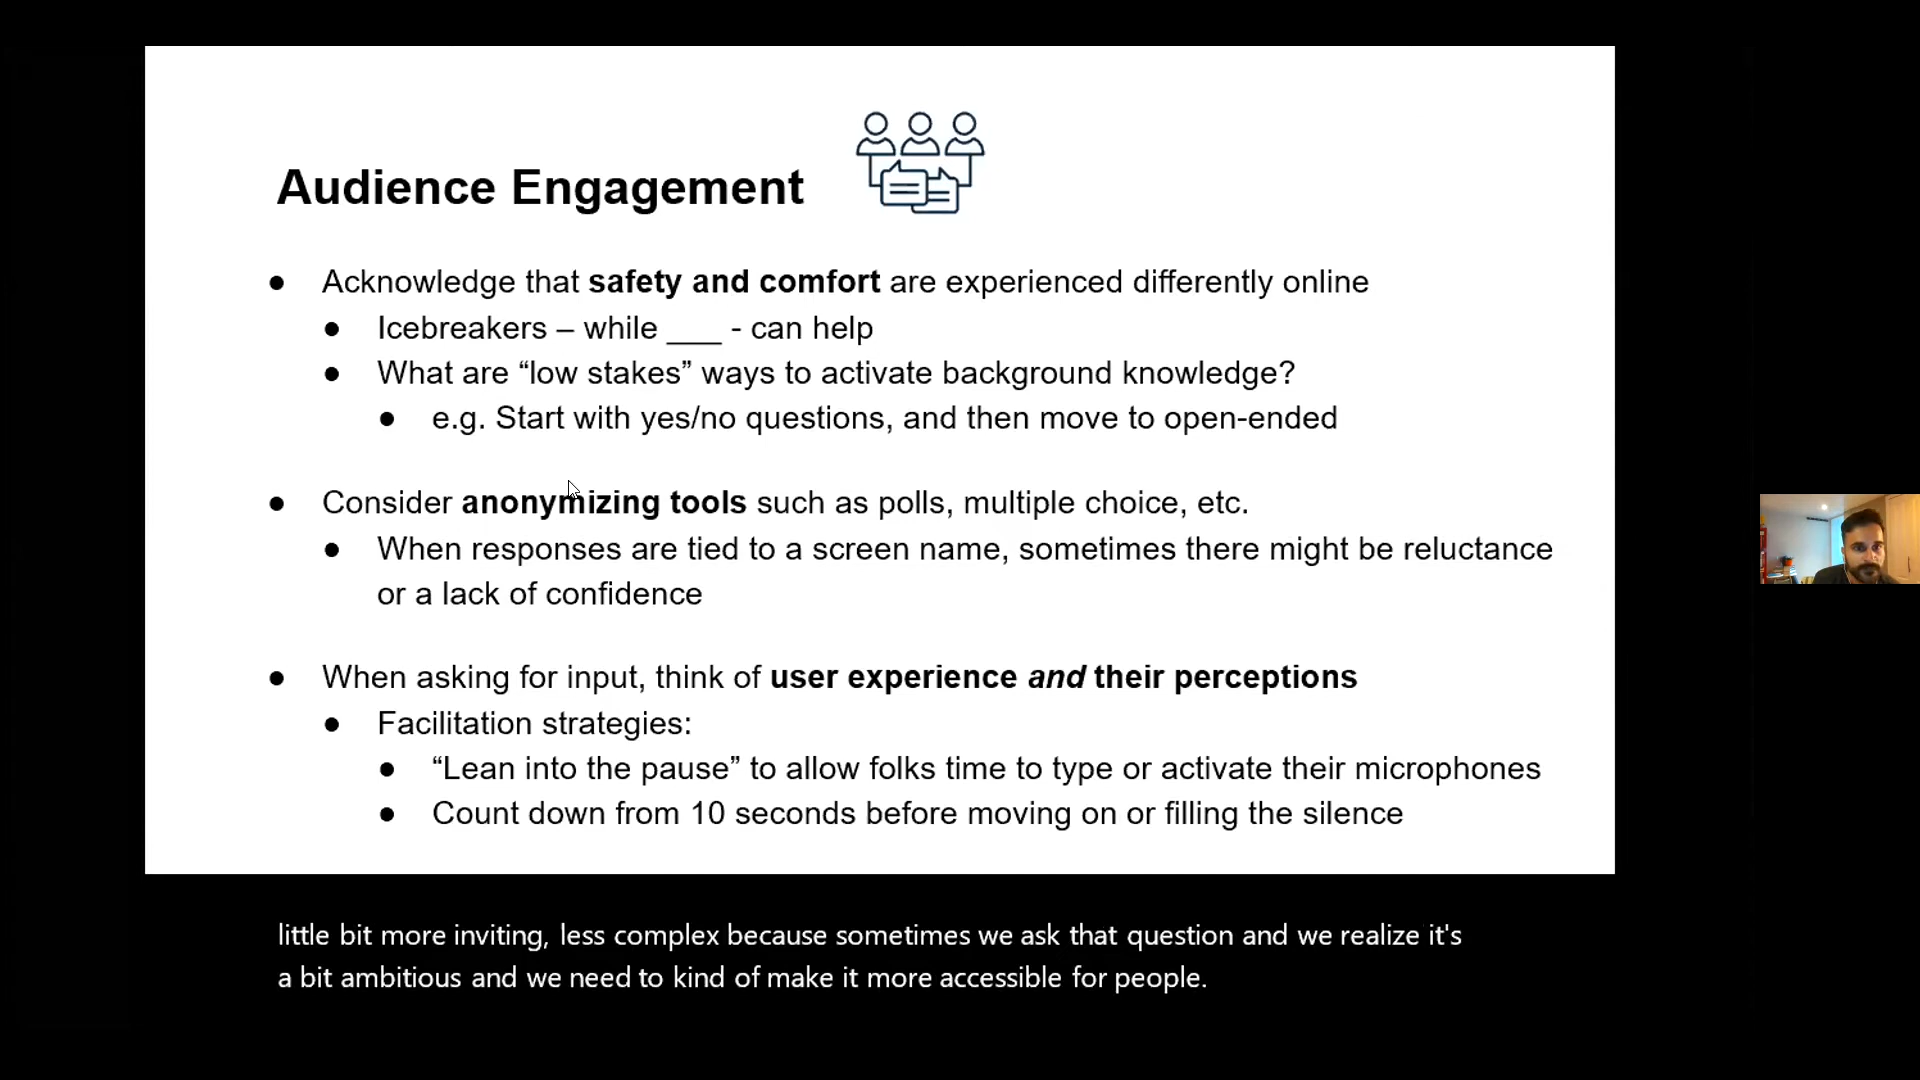 Audience Engagement
● Acknowledge that safety and comfort are experienced differently online
● Icebreakers – while ___ - can help
● What are “low stakes” ways to activate background knowledge?
● e.g. Start with yes/no questions, and then move to open-ended
● Consider anonymizing tools such as polls, multiple choice, etc.
● When responses are tied to a screen name, sometimes there might be reluctance
or a lack of confidence
● When asking for input, think of user experience and their perceptions
● Facilitation strategies:
● “Lean into the pause” to allow folks time to type or activate their microphones
● Count down from 10 seconds before moving on or filling the silence
little bit more inviting, less complex because sometimes we ask that question and we realize it's
a bit ambitious and we need to kind of make it more accessible for people.